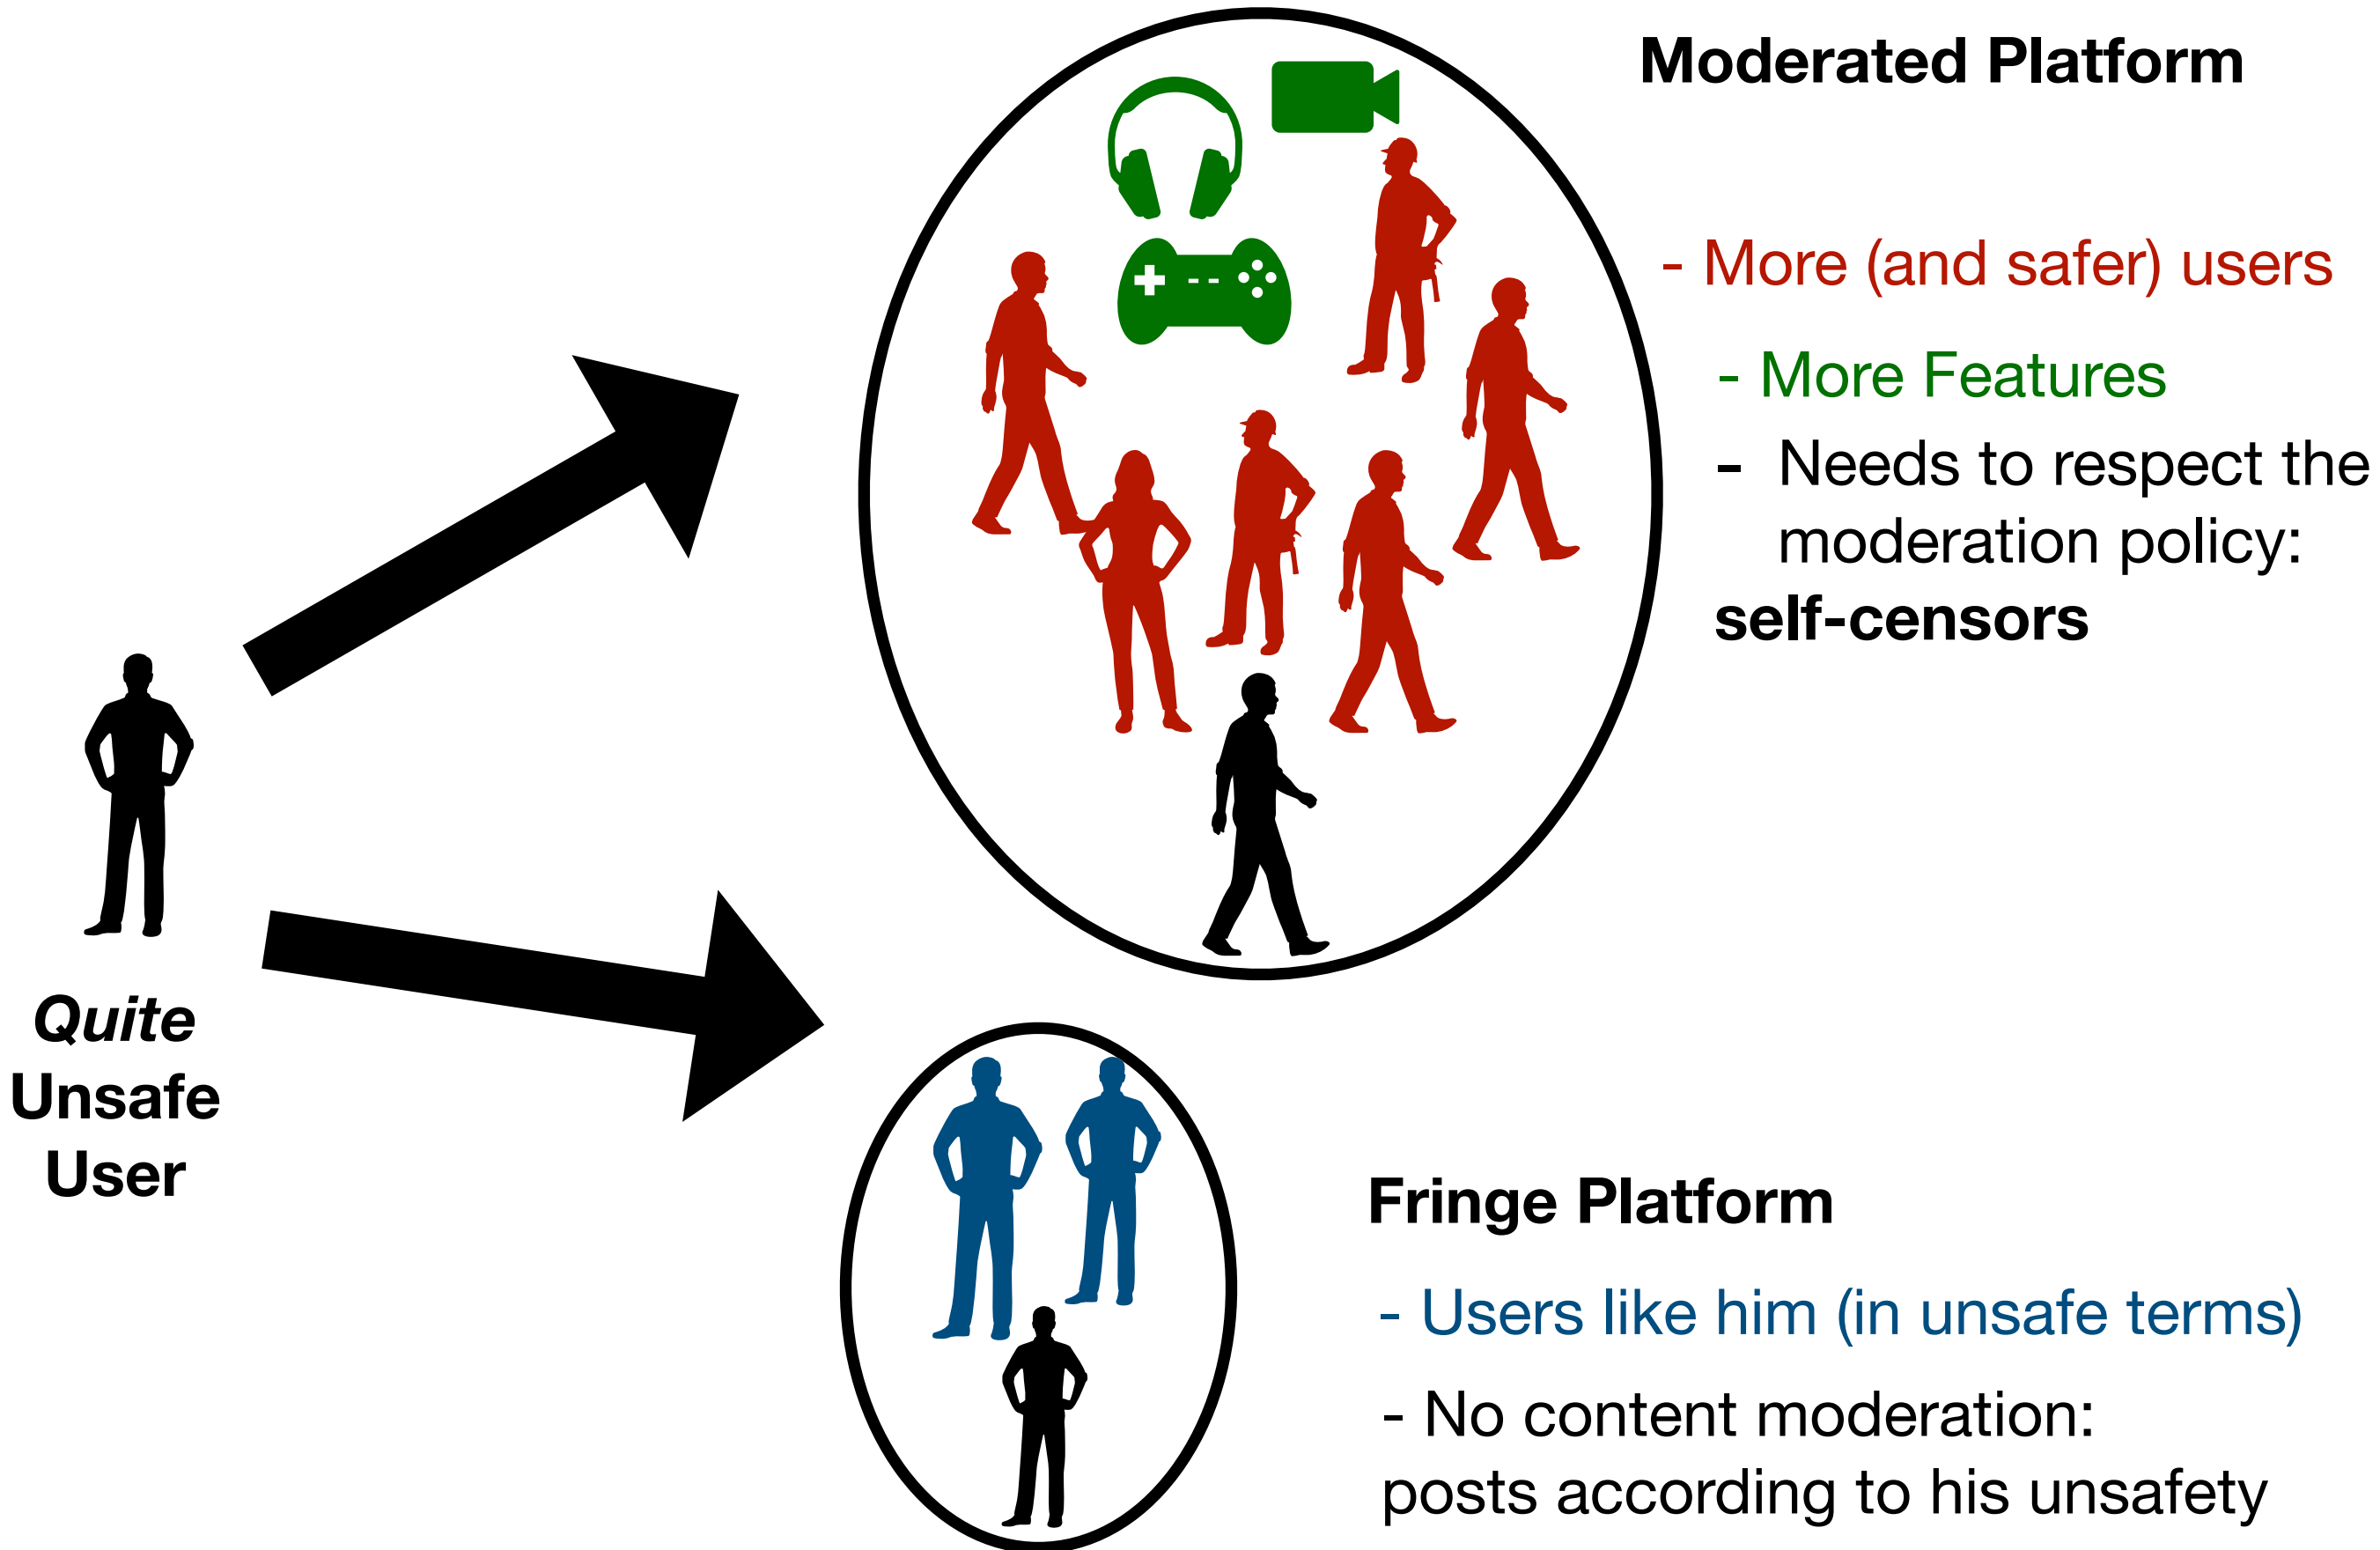 Moderated Platform
- More (and safer) users
- More Features
- Needs to respect the
moderation policy:
self-censors
Quite
Unsafe
User
Fringe Platform
- Users like him (in unsafe terms)
- No content moderation:
posts according to his unsafety